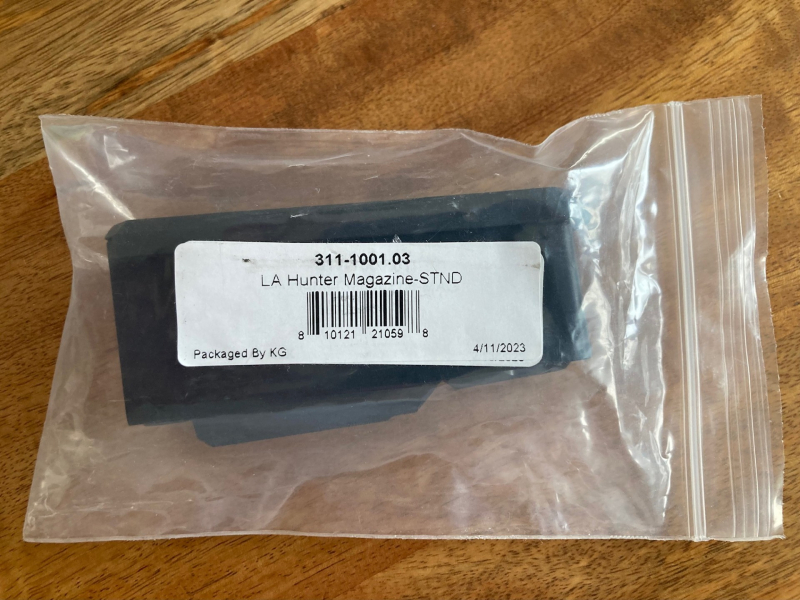 311-1001.03
LA Hunter Magazine-STND
8 10121 21059 8
Packaged By KG 4/11/2023